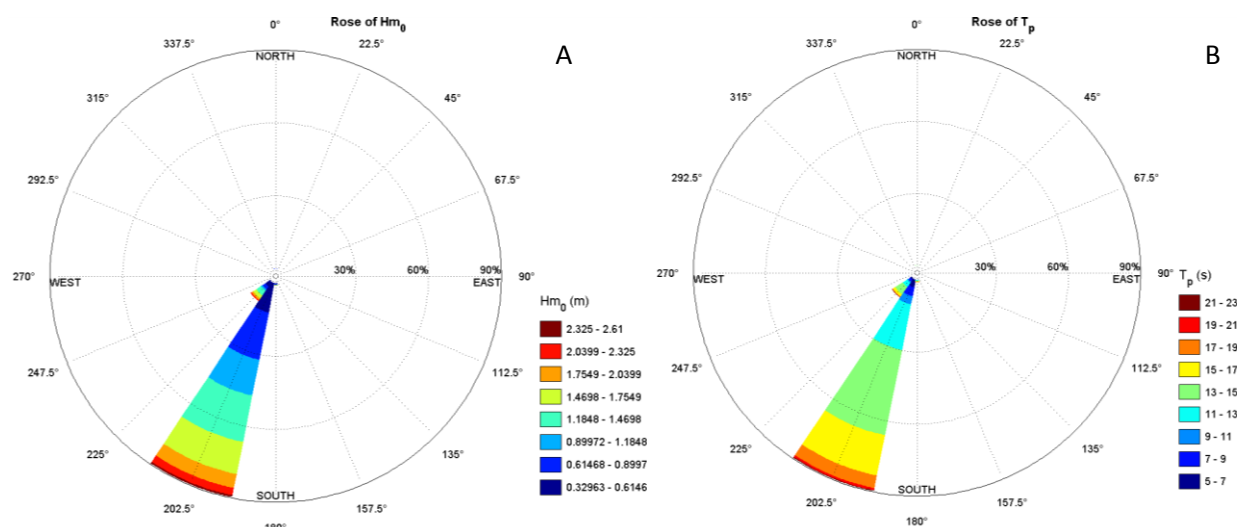 Rose of Hm0
A
0°
NORTH
22.5°
45°
67.5°
90°
EAST
112.5°
135°
157.5°
180°
SOUTH
202.5°
225°
247.5°
270°
WEST
292.5°
315°
337.5°
30%
60%
90%
Hm0 (m)
2.325 - 2.61
2.0399 - 2.325
1.7549 - 2.0399
1.4698 - 1.7549
1.1848 - 1.4698
0.89972 - 1.1848
0.61468 - 0.8997
0.32963 - 0.6146
Rose of Tp
B
0°
NORTH
22.5°
45°
67.5°
90°
EAST
112.5°
135°
157.5°
180°
SOUTH
202.5°
225°
247.5°
270°
WEST
292.5°
315°
337.5°
30%
60%
90%
Tp (s)
21 - 23
19 - 21
17 - 19
15 - 17
13 - 15
11 - 13
9 - 11
7 - 9
5 - 7